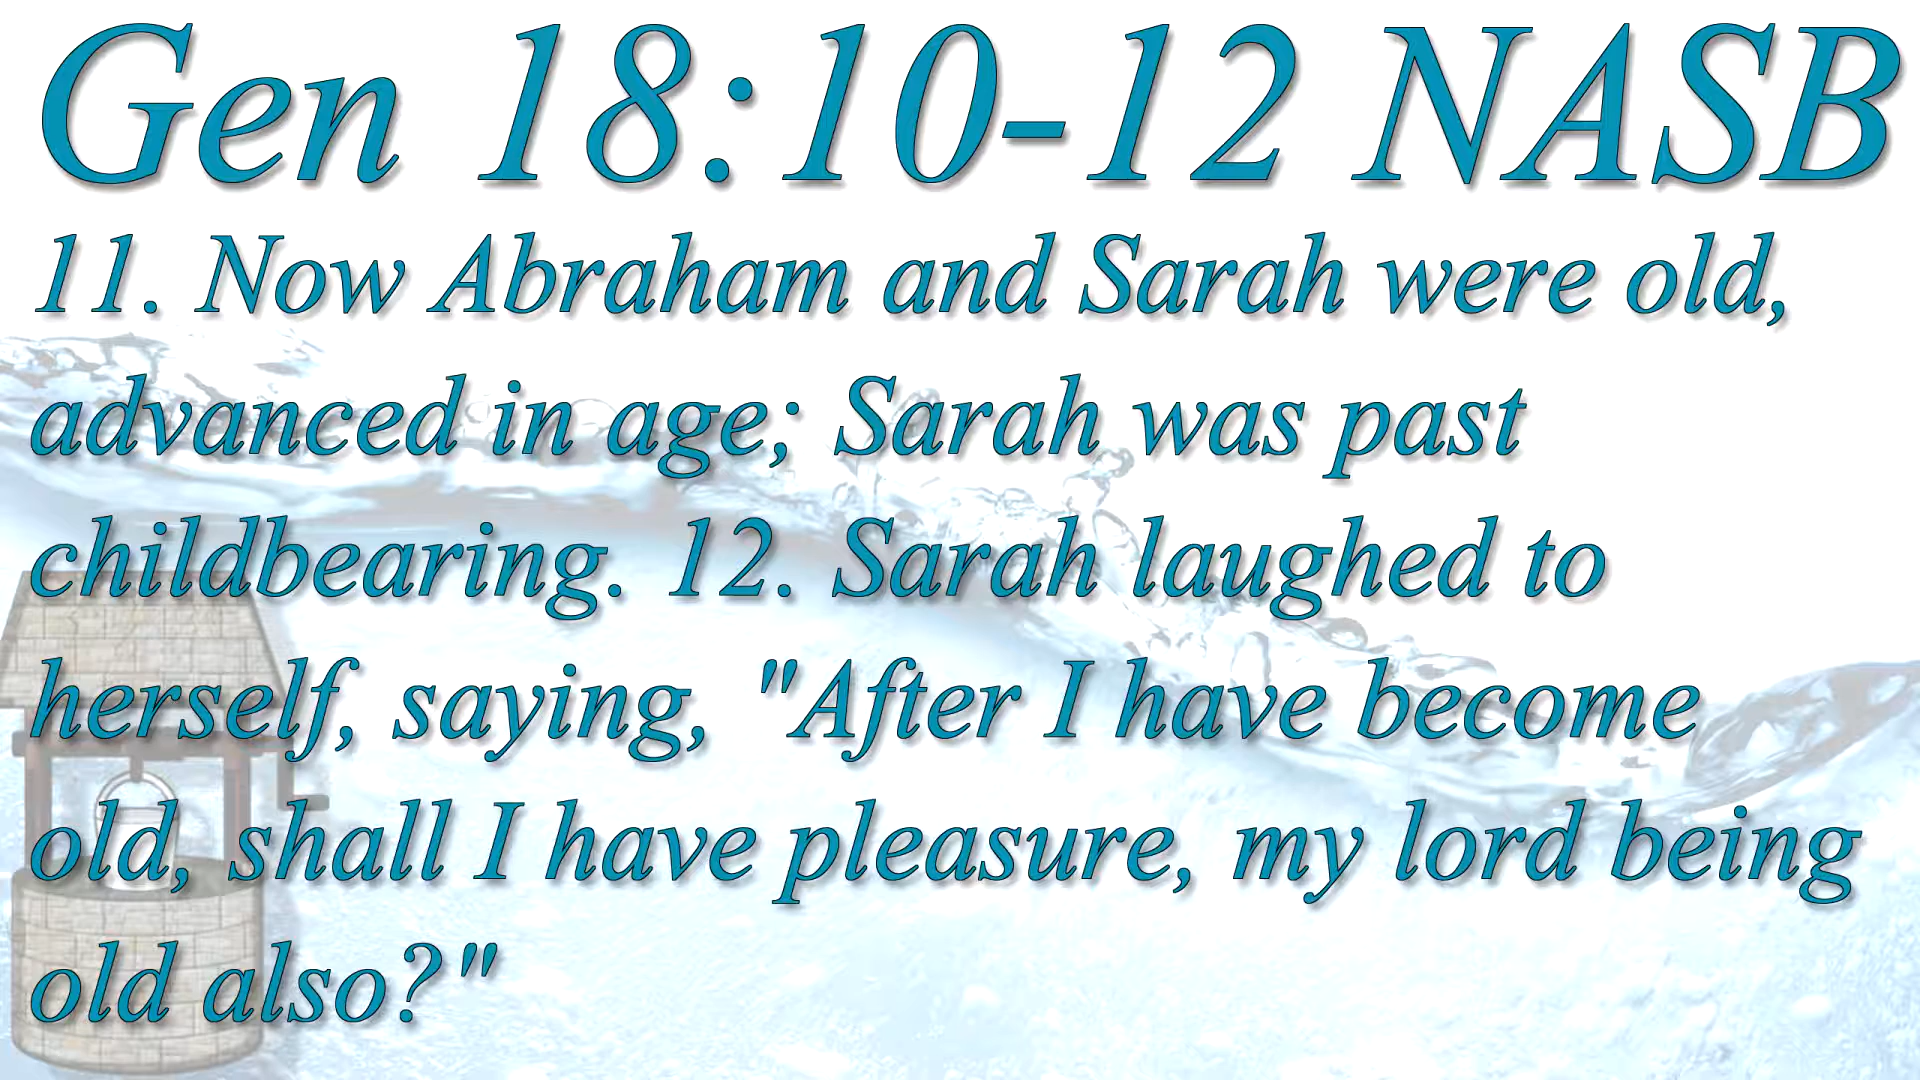 Gen 18:10-12 NASB
11. Now Abraham and Sarah were old,
advanced in age; Sarah was past
childbearing. 12. Sarah laughed to
herself, saying, "After I have become
old, shall I have pleasure, my lord being
old also?"